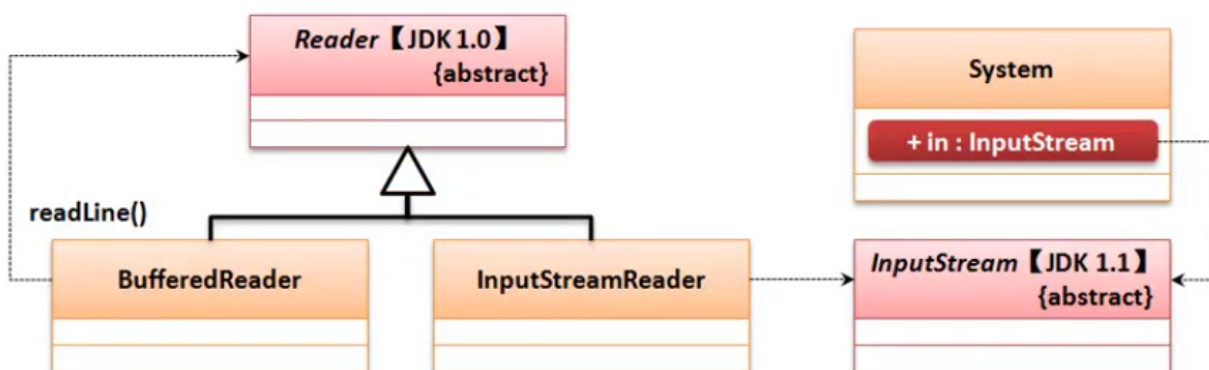 Reader【JDK 1.0】
{abstract}
System
+ in : InputStream
readLine()
BufferedReader
InputStreamReader
InputStream【JDK 1.1】
{abstract}